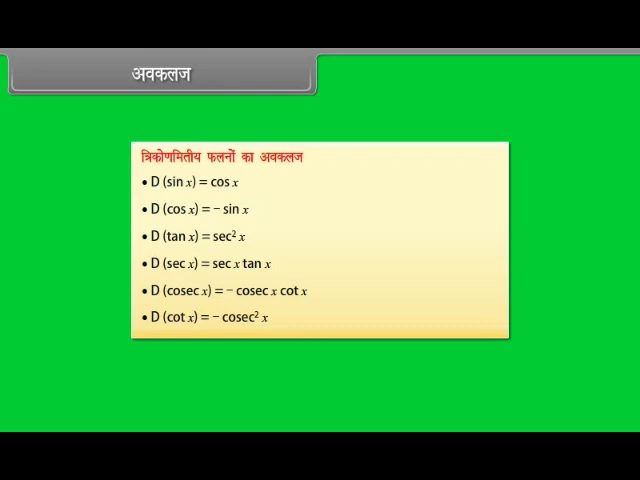 अवकलज
त्रिकोणमितीय फलनों का अवकलज
• D (sin x) = cos x
• D (cos x) = − sin x
• D (tan x) = sec² x
• D (sec x) = sec x tan x
• D (cosec x) = − cosec x cot x
• D (cot x) = − cosec² x